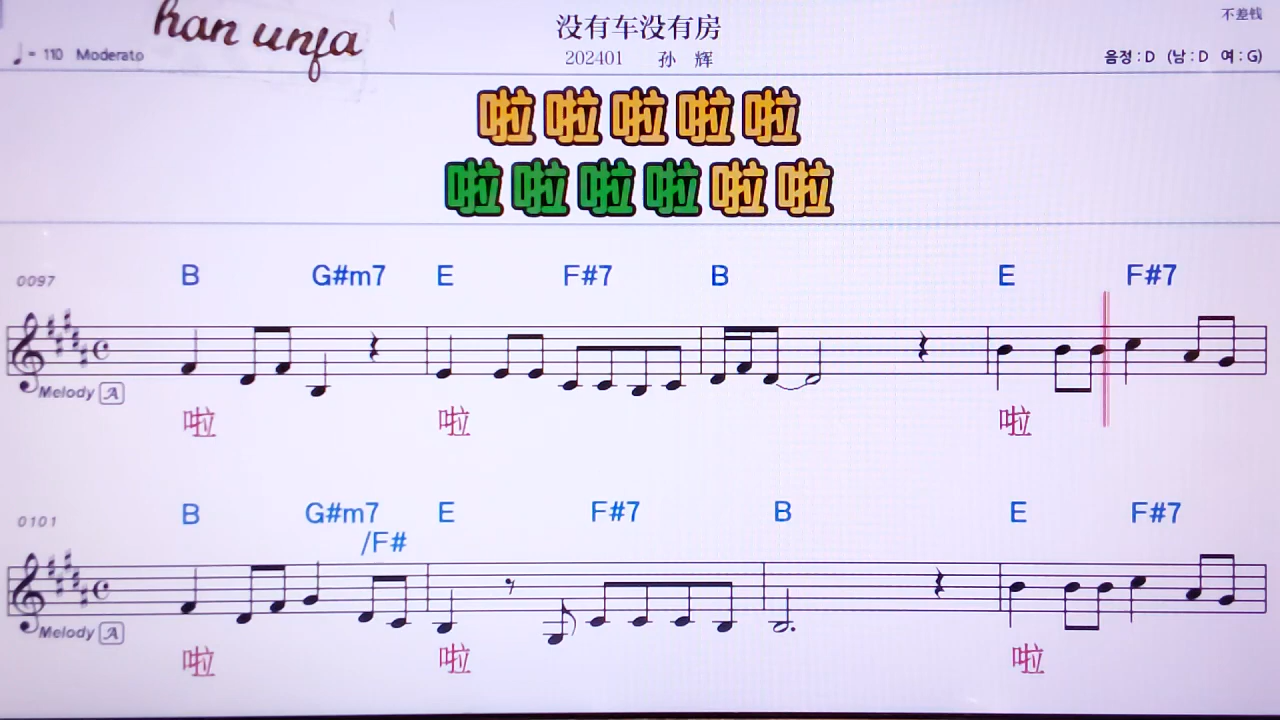 han unfa
没有车没有房
不差钱
♩= 110 Moderato
202401 孙 辉
음정 : D (남 : D 여 : G)
啦啦啦啦啦
啦啦啦啦啦啦
0097
B G#m7 E F#7 B E F#7
Melody A
啦 啦 啦
0101
B G#m7 E F#7 B E F#7
/F#
Melody A
啦 啦 啦